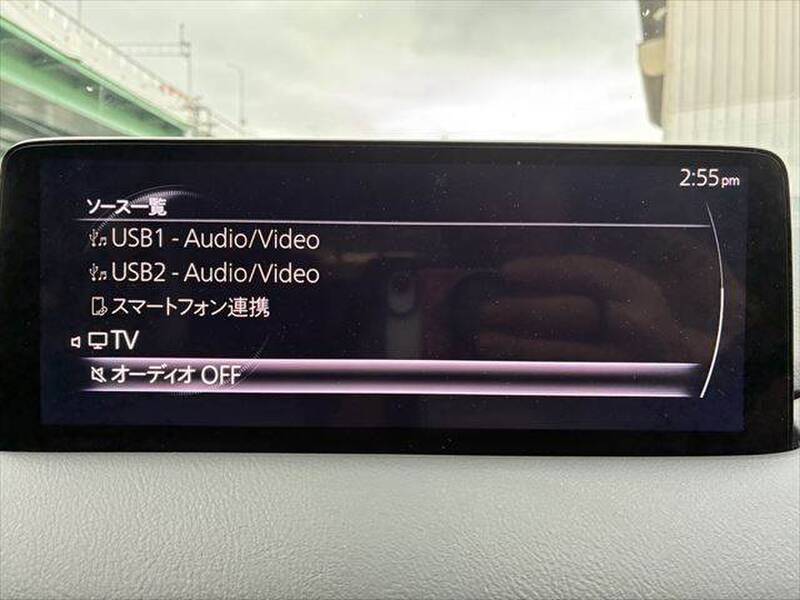 2:55pm
ソース一覧
USB1 - Audio/Video
USB2 - Audio/Video
スマートフォン連携
TV
オーディオ OFF